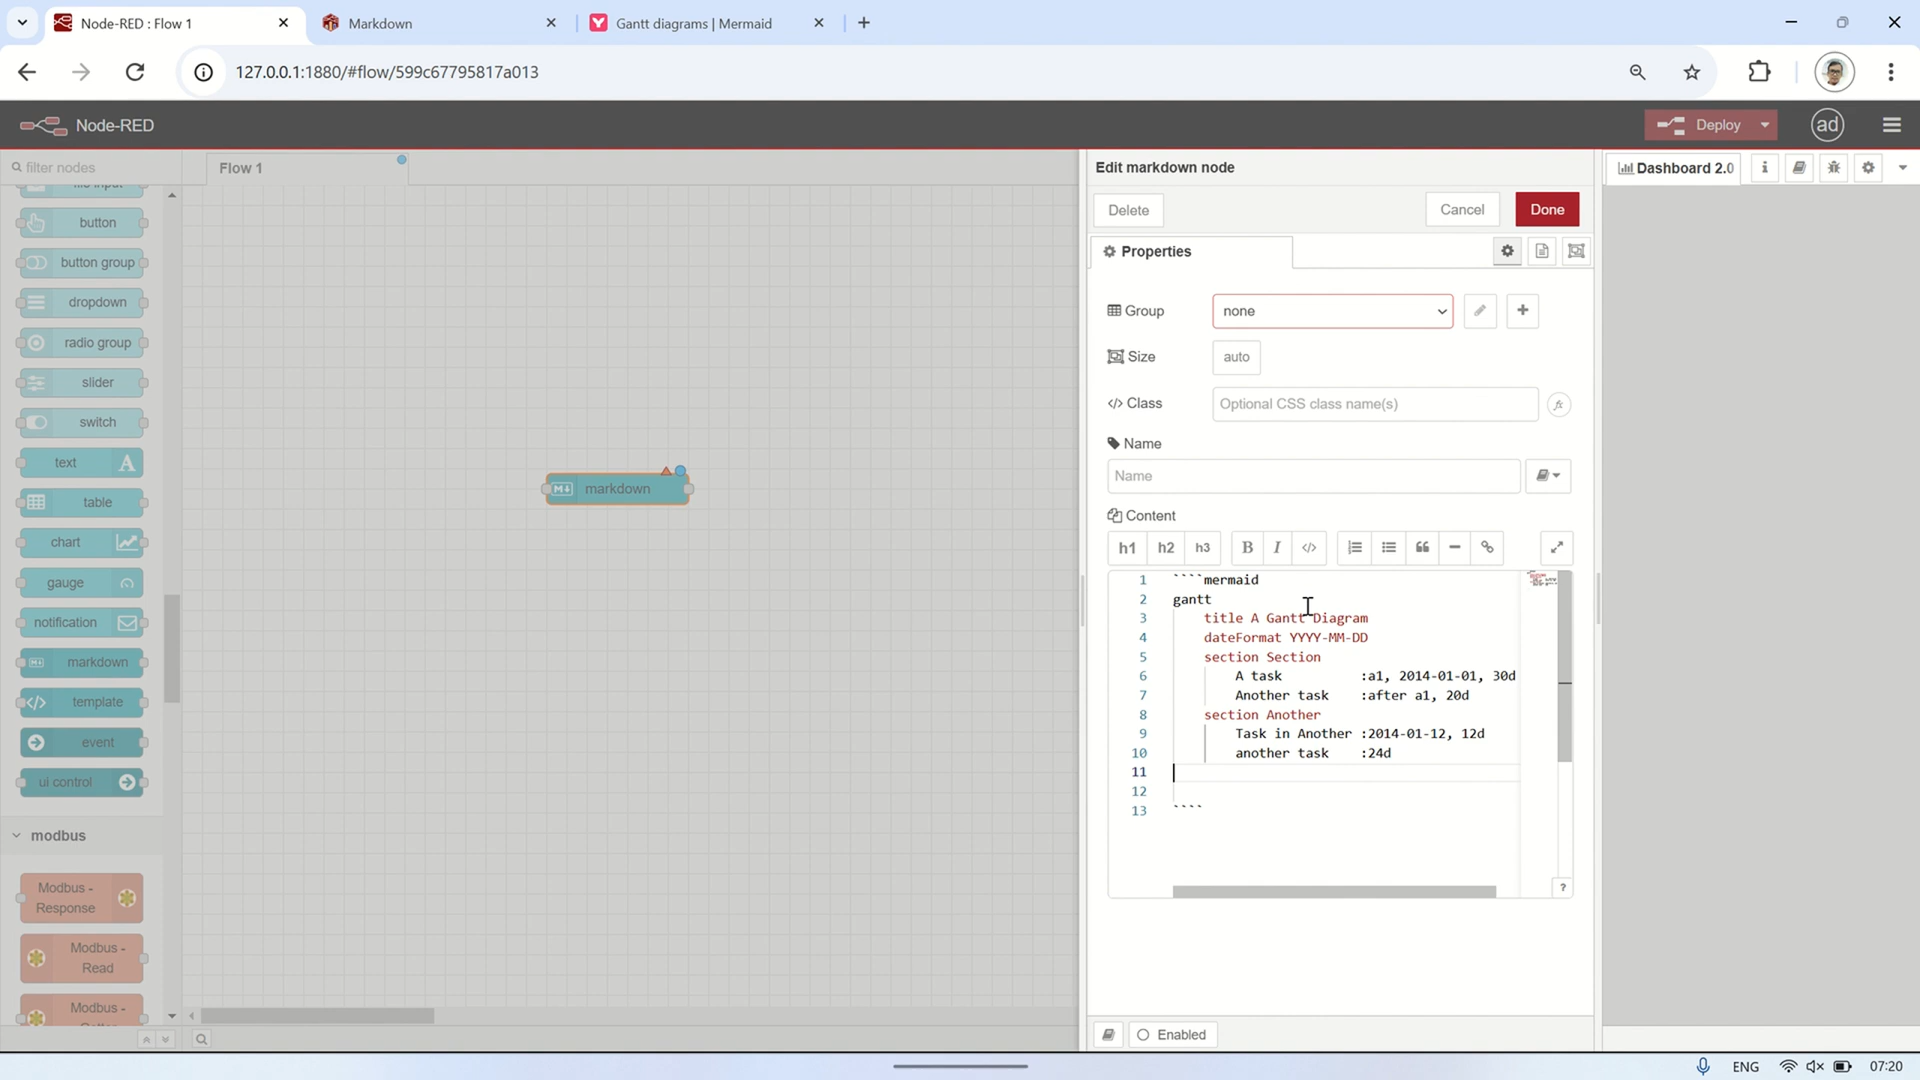 Node-RED : Flow 1
Markdown
Gantt diagrams | Mermaid
127.0.0.1:1880/#flow/599c67795817a013
Node-RED
Deploy
ad
filter nodes
Flow 1
Edit markdown node
Dashboard 2.0
i
Delete
Cancel
Done
Properties
file input
button
button group
dropdown
radio group
slider
switch
text
table
chart
gauge
notification
markdown
template
event
ui control
modbus
Modbus -
Response
Modbus -
Read
Modbus -
markdown
Group
none
Size
auto
</> Class
Optional CSS class name(s)
Name
Name
Content
h1 h2 h3 B I </>
1 ````mermaid
2 gantt
3 title A Gantt Diagram
4 dateFormat YYYY-MM-DD
5 section Section
6 A task :a1, 2014-01-01, 30d
7 Another task :after a1, 20d
8 section Another
9 Task in Another :2014-01-12, 12d
10 another task :24d
11
12
13 ````
?
Enabled
ENG
07:20